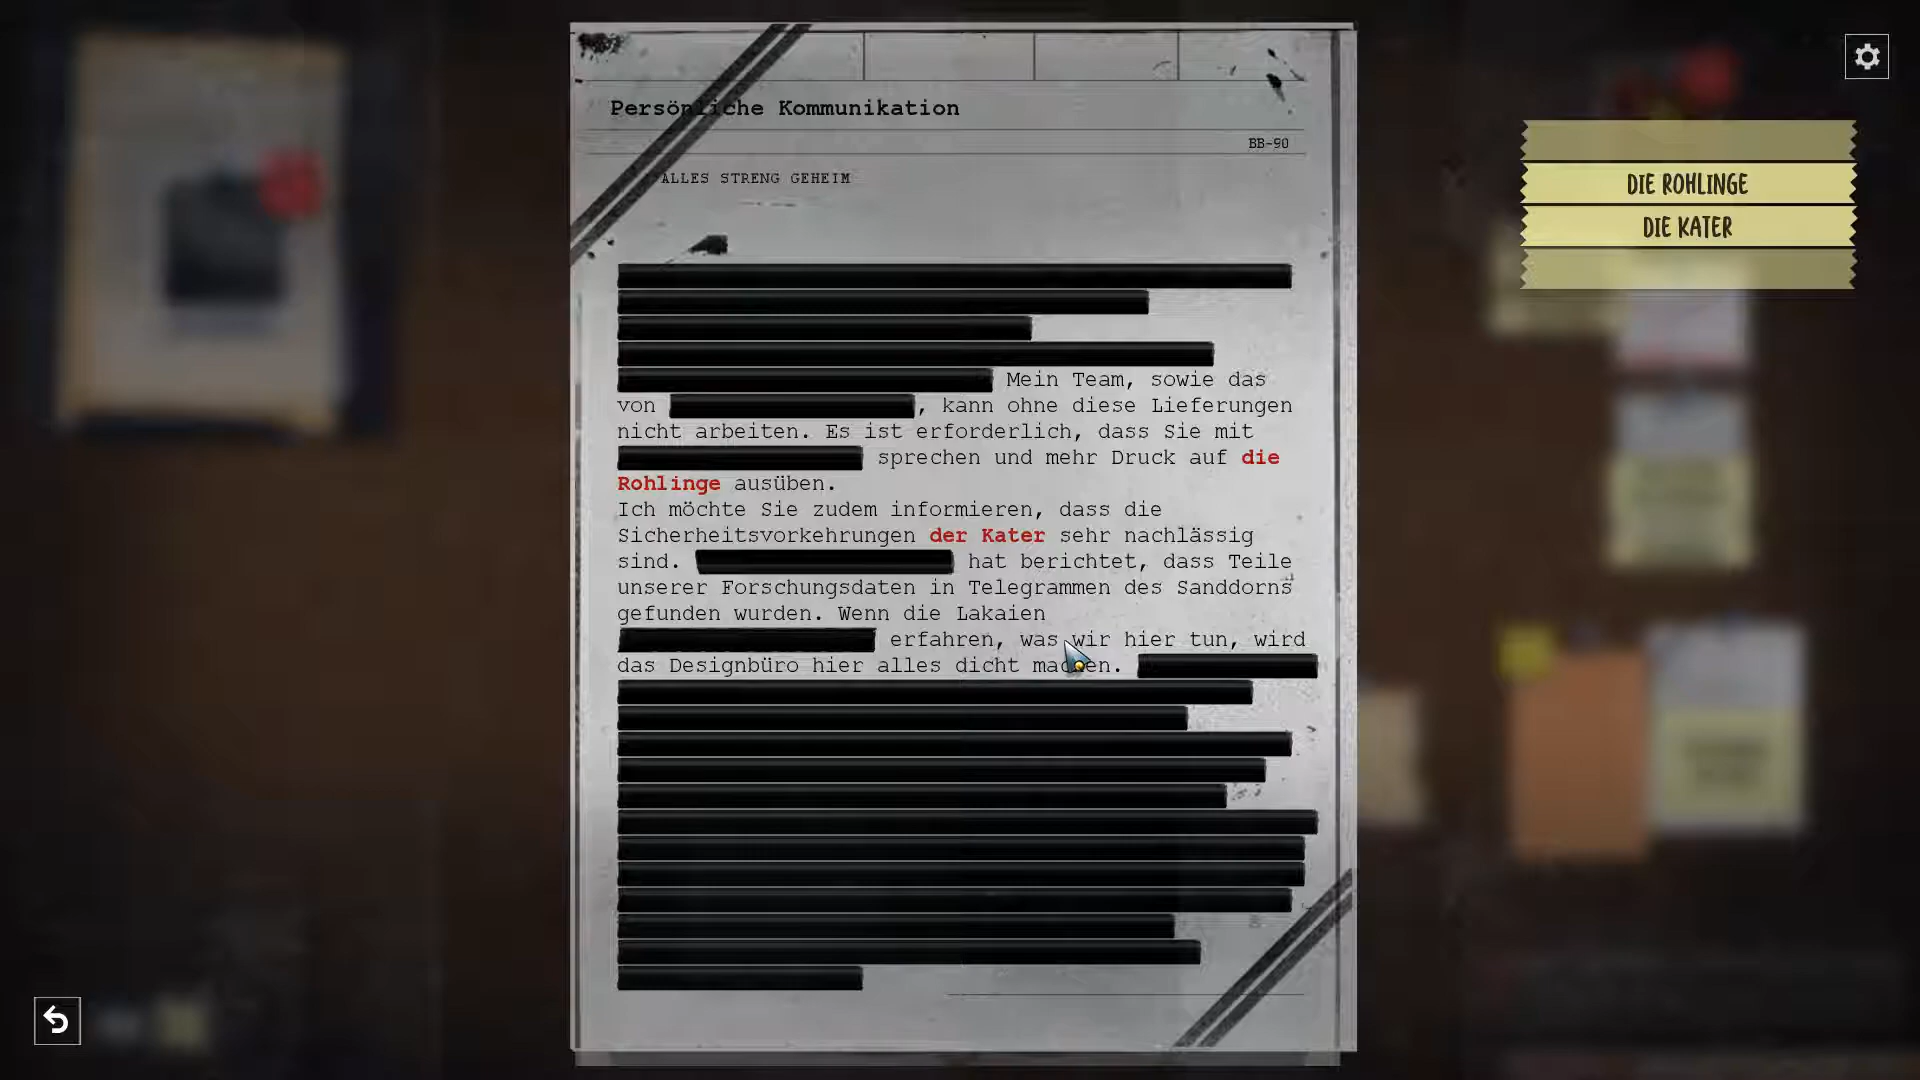 Persönliche Kommunikation
BB-90
ALLES STRENG GEHEIM
DIE ROHLINGE
DIE KATER
Mein Team, sowie das
von , kann ohne diese Lieferungen
nicht arbeiten. Es ist erforderlich, dass Sie mit
sprechen und mehr Druck auf die
Rohlinge ausüben.
Ich möchte Sie zudem informieren, dass die
Sicherheitsvorkehrungen der Kater sehr nachlässig
sind. hat berichtet, dass Teile
unserer Forschungsdaten in Telegrammen des Sanddorns
gefunden wurden. Wenn die Lakaien
erfahren, was wir hier tun, wird
das Designbüro hier alles dicht machen.